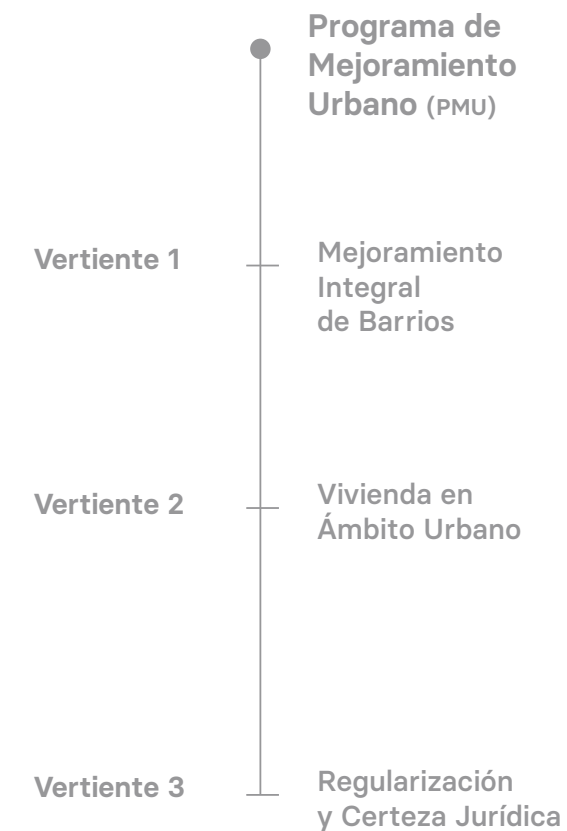 Programa de
Mejoramiento
Urbano (PMU)
Vertiente 1
Mejoramiento
Integral
de Barrios
Vertiente 2
Vivienda en
Ámbito Urbano
Vertiente 3
Regularización
y Certeza Jurídica